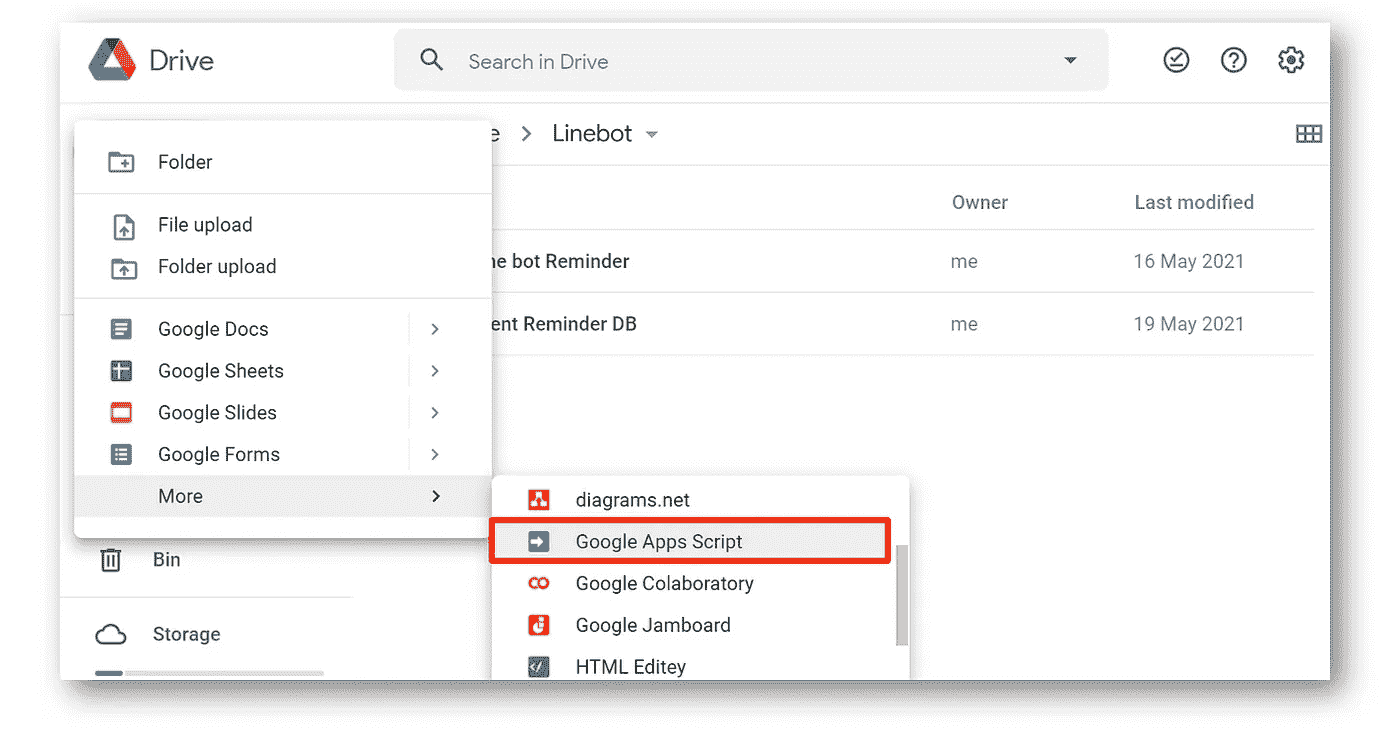 Drive
Search in Drive
Linebot
Folder
File upload
Folder upload
Google Docs
Google Sheets
Google Slides
Google Forms
More
Bin
Storage
Owner Last modified
bot Reminder me 16 May 2021
Reminder DB me 19 May 2021
diagrams.net
Google Apps Script
Google Colaboratory
Google Jamboard
HTML Editey